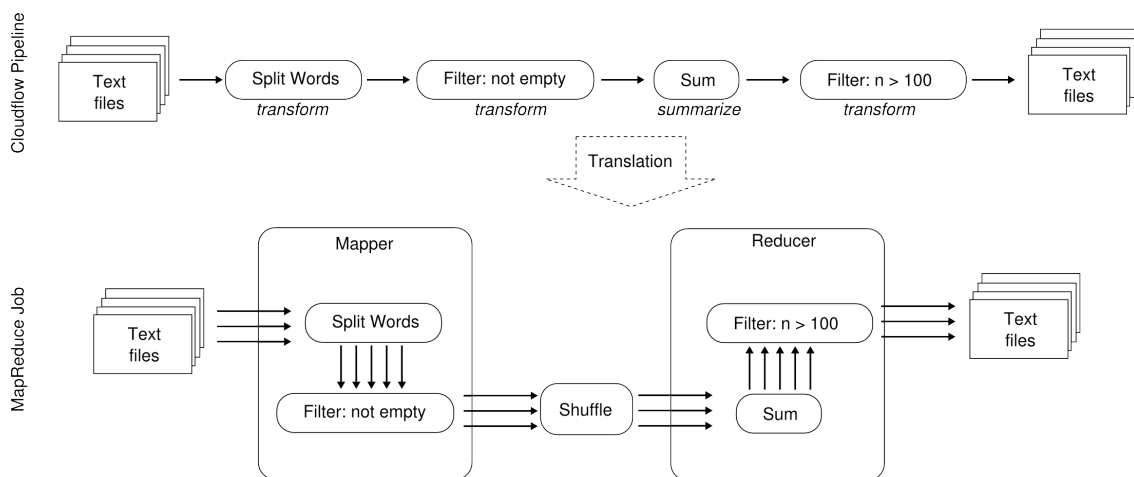 Cloudflow Pipeline
Text
files
Split Words
transform
Filter: not empty
transform
Sum
summarize
Filter: n > 100
transform
Text
files
Translation
MapReduce Job
Text
files
Mapper
Split Words
Filter: not empty
Shuffle
Reducer
Filter: n > 100
Sum
Text
files